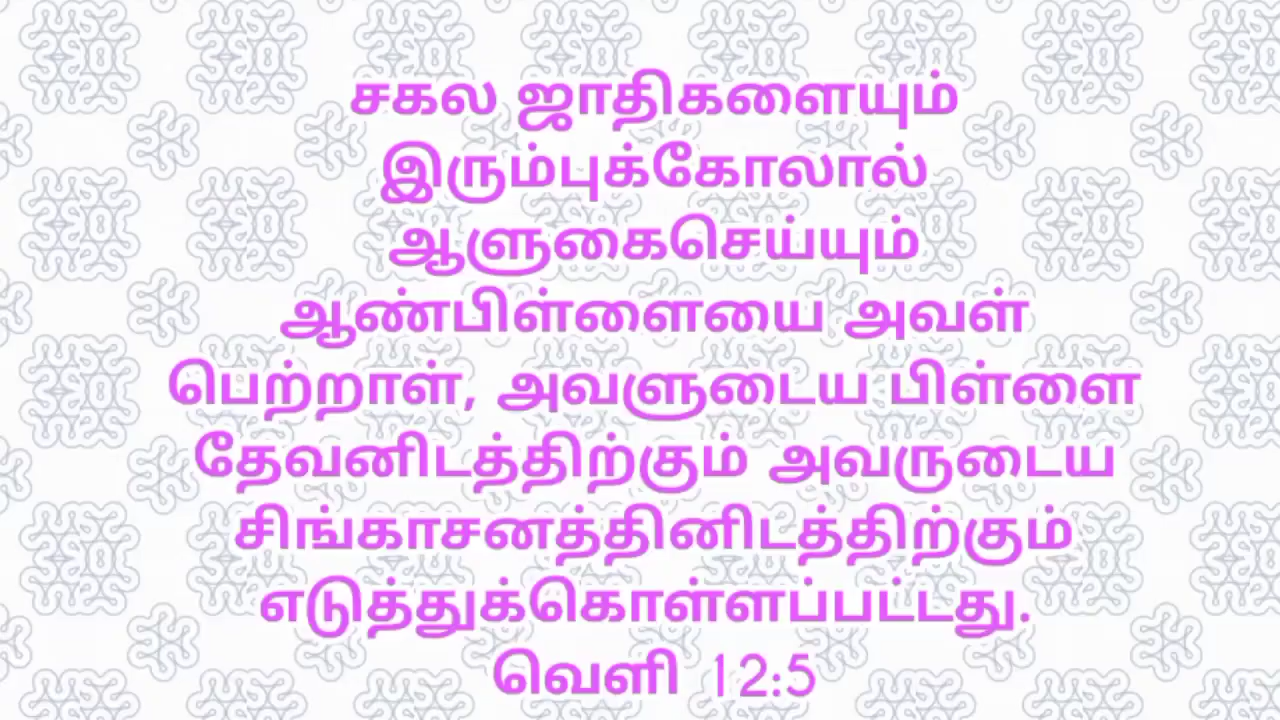 சகல ஜாதிகளையும்
இரும்புக்கோலால்
ஆளுகைசெய்யும்
ஆண்பிள்ளையை அவள்
பெற்றாள், அவளுடைய பிள்ளை
தேவனிடத்திற்கும் அவருடைய
சிங்காசனத்தினிடத்திற்கும்
எடுத்துக்கொள்ளப்பட்டது.
வெளி 12:5